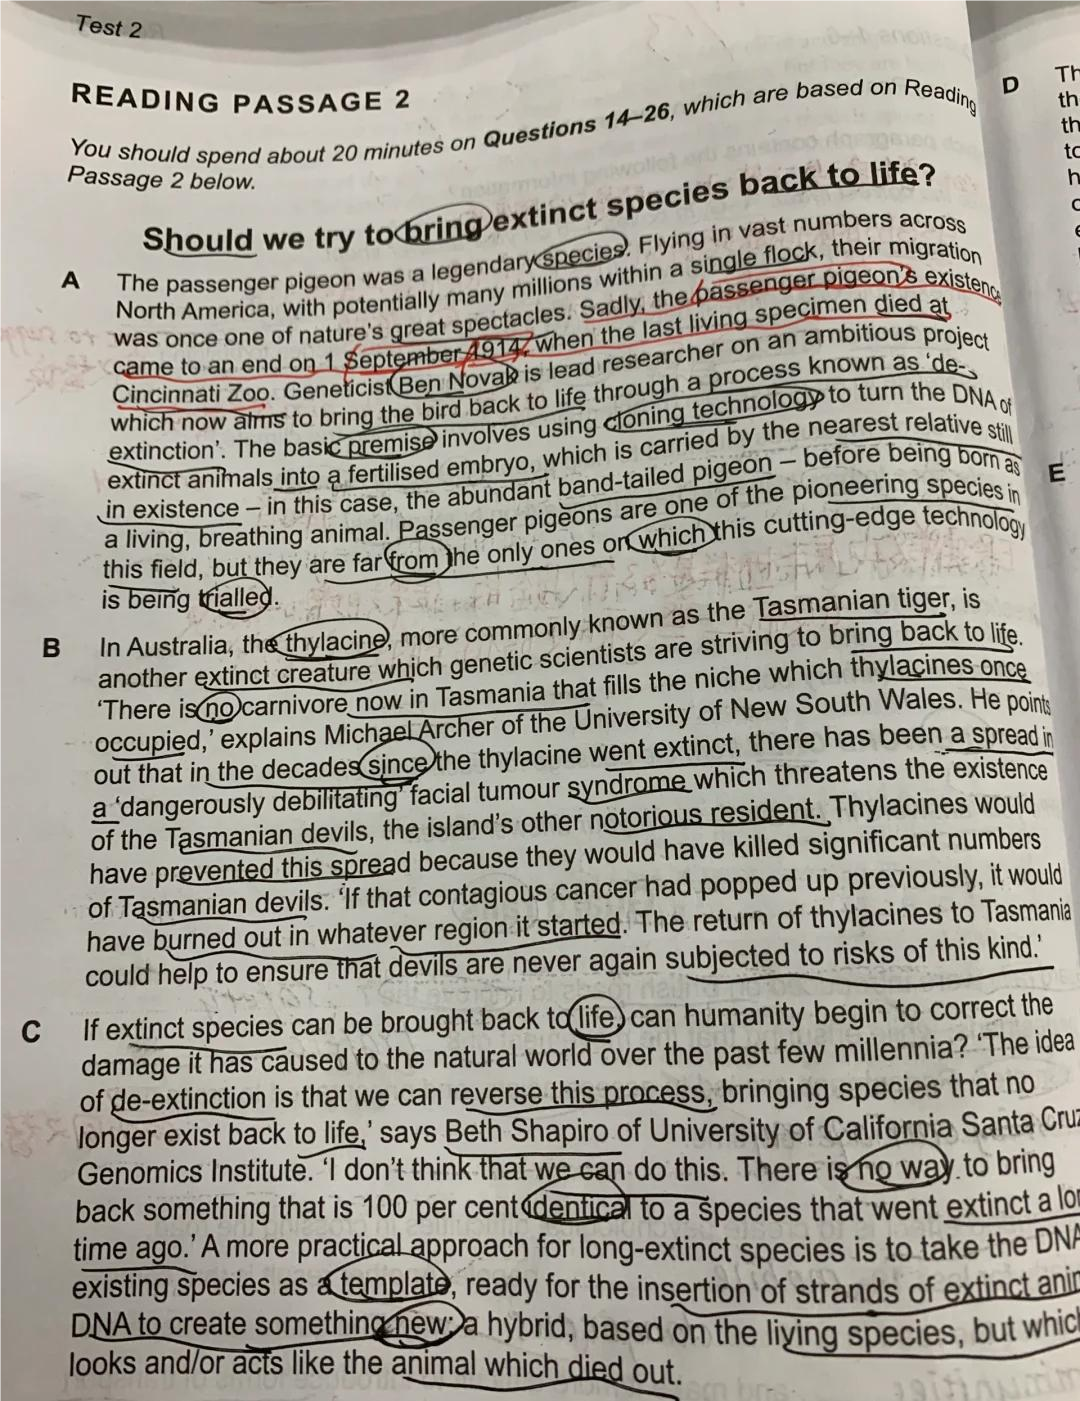 Test 2
READING PASSAGE 2
You should spend about 20 minutes on Questions 14–26, which are based on Reading
Passage 2 below.
Should we try to bring extinct species back to life?
A The passenger pigeon was a legendary species. Flying in vast numbers across
North America, with potentially many millions within a single flock, their migration
was once one of nature's great spectacles. Sadly, the passenger pigeon's existence
came to an end on 1 September 1914, when the last living specimen died at
Cincinnati Zoo. Geneticist Ben Novak is lead researcher on an ambitious project
which now aims to bring the bird back to life through a process known as 'de-
extinction'. The basic premise involves using cloning technology to turn the DNA of
extinct animals into a fertilised embryo, which is carried by the nearest relative still
in existence – in this case, the abundant band-tailed pigeon – before being born as
a living, breathing animal. Passenger pigeons are one of the pioneering species in
this field, but they are far from the only ones on which this cutting-edge technology
is being trialled.
B In Australia, the thylacine, more commonly known as the Tasmanian tiger, is
another extinct creature which genetic scientists are striving to bring back to life.
'There is no carnivore now in Tasmania that fills the niche which thylacines once
occupied,' explains Michael Archer of the University of New South Wales. He points
out that in the decades since the thylacine went extinct, there has been a spread in
a 'dangerously debilitating' facial tumour syndrome which threatens the existence
of the Tasmanian devils, the island's other notorious resident. Thylacines would
have prevented this spread because they would have killed significant numbers
of Tasmanian devils. 'If that contagious cancer had popped up previously, it would
have burned out in whatever region it started. The return of thylacines to Tasmania
could help to ensure that devils are never again subjected to risks of this kind.'
C If extinct species can be brought back to life, can humanity begin to correct the
damage it has caused to the natural world over the past few millennia? 'The idea
of de-extinction is that we can reverse this process, bringing species that no
longer exist back to life,' says Beth Shapiro of University of California Santa Cruz
Genomics Institute. 'I don't think that we can do this. There is no way to bring
back something that is 100 per cent identical to a species that went extinct a lon
time ago.' A more practical approach for long-extinct species is to take the DNA
existing species as a template, ready for the insertion of strands of extinct anim
DNA to create something new; a hybrid, based on the living species, but which
looks and/or acts like the animal which died out.
D
E